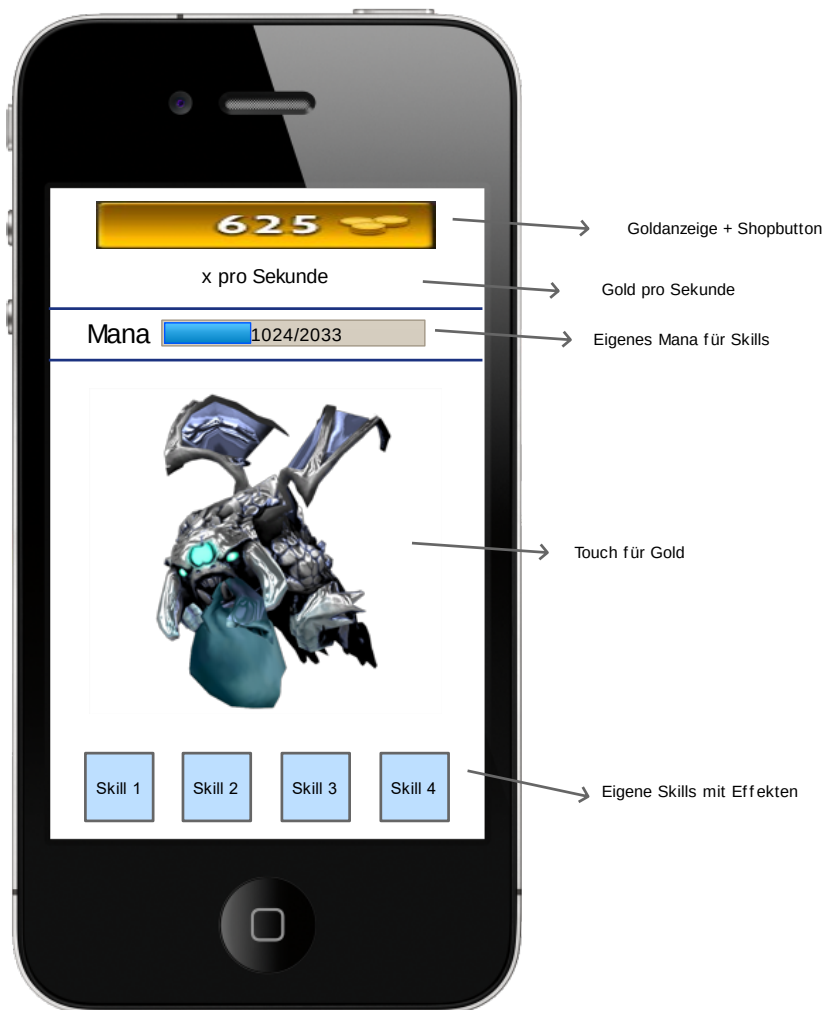 625
Goldanzeige + Shopbutton
x pro Sekunde
Gold pro Sekunde
Mana 1024/2033
Eigenes Mana für Skills
Touch für Gold
Skill 1 Skill 2 Skill 3 Skill 4
Eigene Skills mit Effekten